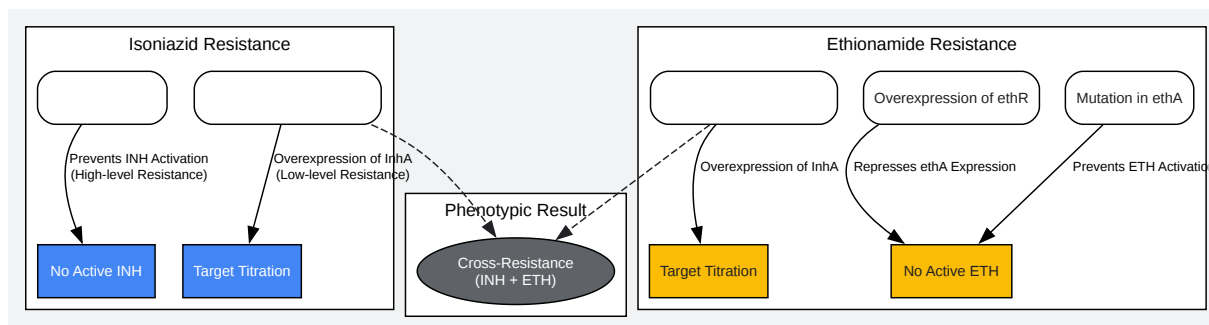 Isoniazid Resistance
Ethionamide Resistance
Overexpression of ethR
Mutation in ethA
Prevents INH Activation
(High-level Resistance)
Overexpression of InhA
(Low-level Resistance)
Overexpression of InhA
Represses ethA Expression
Prevents ETH Activatio
Phenotypic Result
No Active INH
Target Titration
Cross-Resistance
(INH + ETH)
Target Titration
No Active ETH